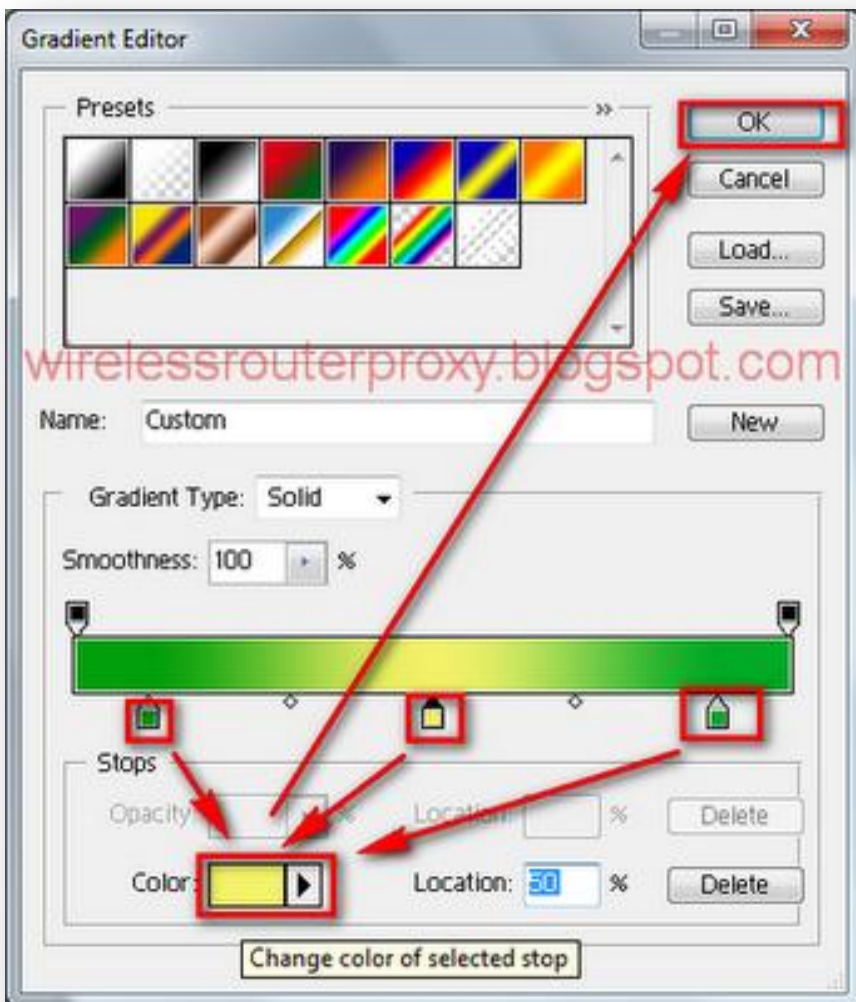 Gradient Editor
Presets
OK
Cancel
Load...
Save...
wirelessrouterproxy.blogspot.com
Name: Custom New
Gradient Type: Solid
Smoothness: 100 %
Stops
Opacity % Location: % Delete
Color: Location: 50 % Delete
Change color of selected stop